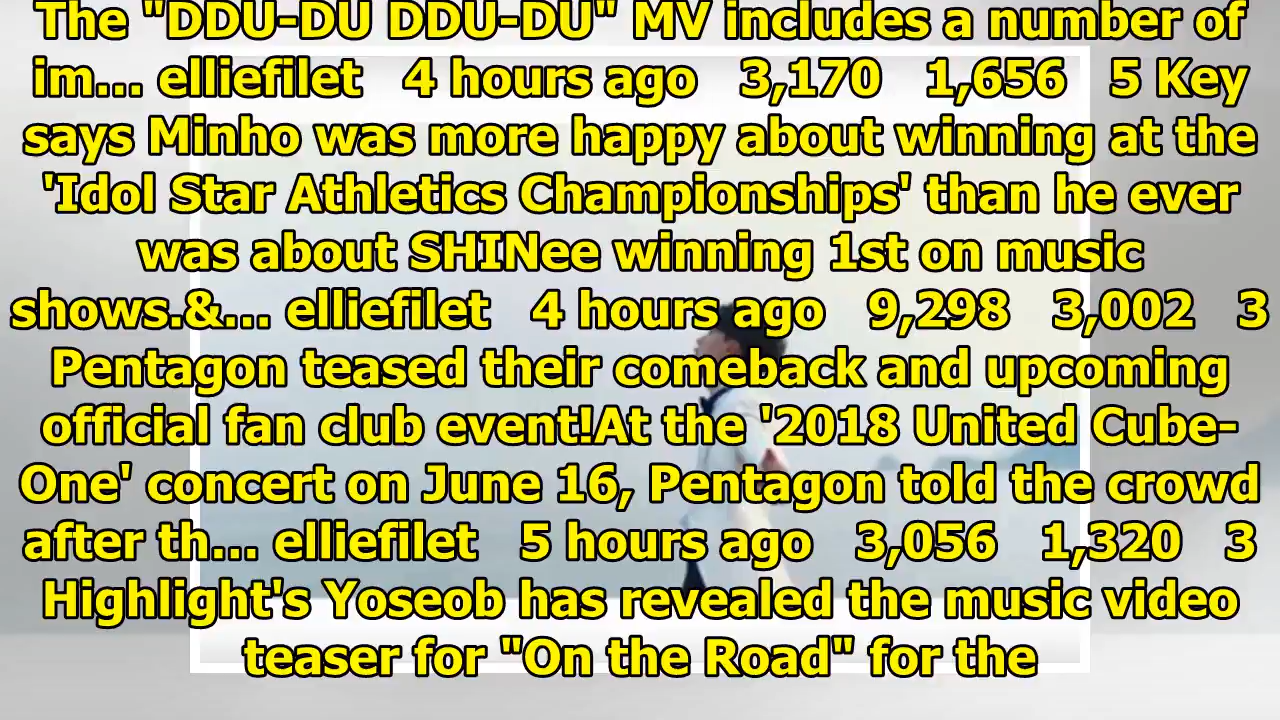 The "DDU-DU DDU-DU" MV includes a number of
im... elliefilet 4 hours ago 3,170 1,656 5 Key
says Minho was more happy about winning at the
'Idol Star Athletics Championships' than he ever
was about SHINee winning 1st on music
shows.&... elliefilet 4 hours ago 9,298 3,002 3
Pentagon teased their comeback and upcoming
official fan club event!At the '2018 United Cube-
One' concert on June 16, Pentagon told the crowd
after th... elliefilet 5 hours ago 3,056 1,320 3
Highlight's Yoseob has revealed the music video
teaser for "On the Road" for the